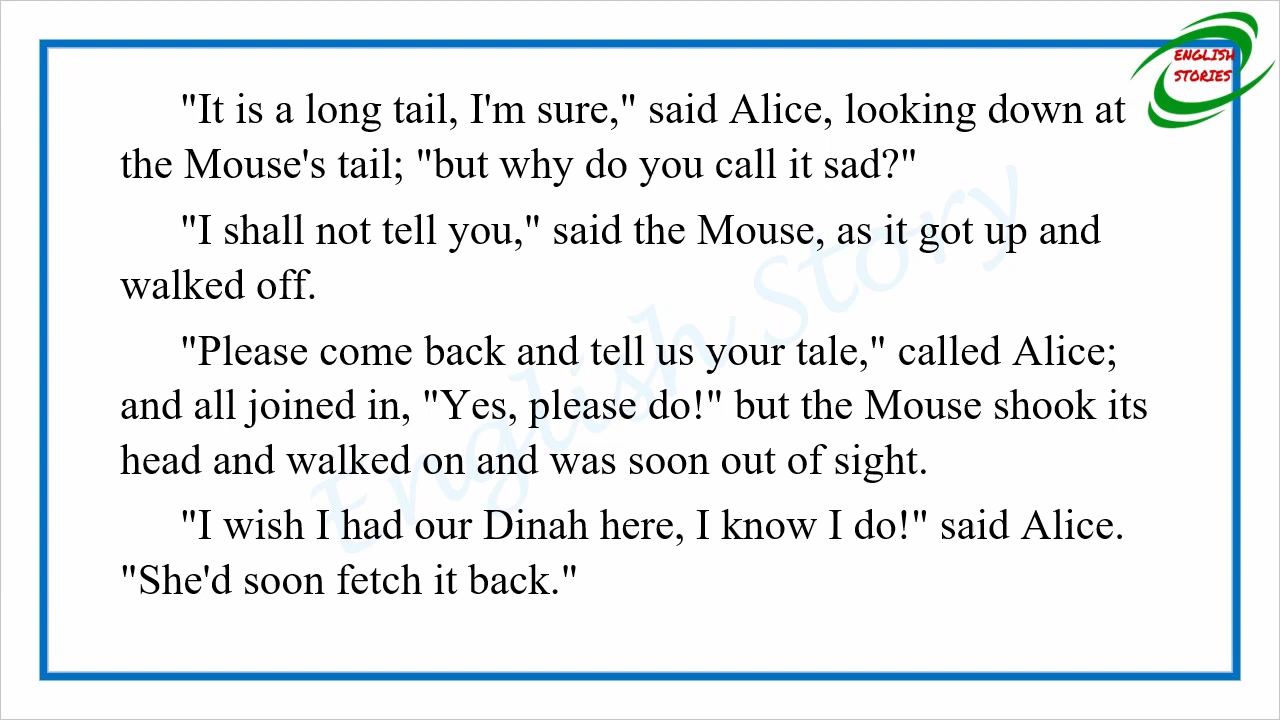 ENGLISH
STORIES
"It is a long tail, I'm sure," said Alice, looking down at
the Mouse's tail; "but why do you call it sad?"
"I shall not tell you," said the Mouse, as it got up and
walked off.
"Please come back and tell us your tale," called Alice;
and all joined in, "Yes, please do!" but the Mouse shook its
head and walked on and was soon out of sight.
"I wish I had our Dinah here, I know I do!" said Alice.
"She'd soon fetch it back."
English Story